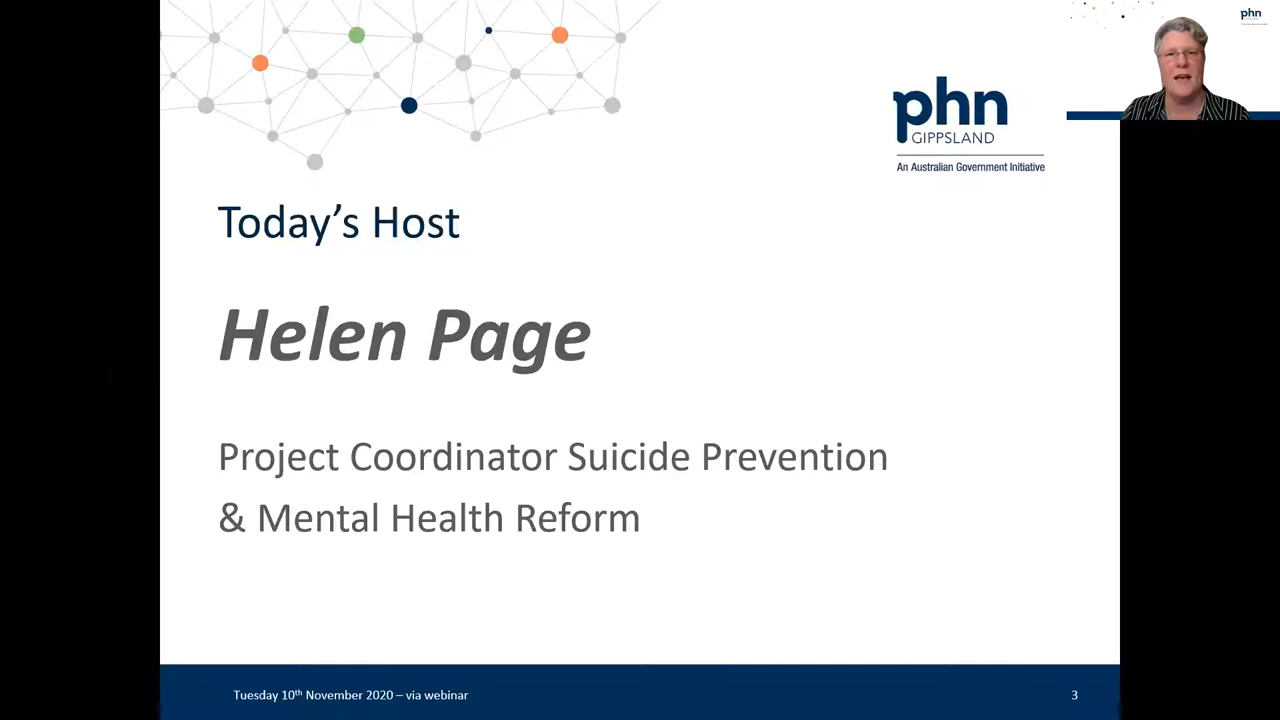 phn
phn
GIPPSLAND
An Australian Government Initiative
Today's Host
Helen Page
Project Coordinator Suicide Prevention
& Mental Health Reform
Tuesday 10th November 2020 – via webinar
3